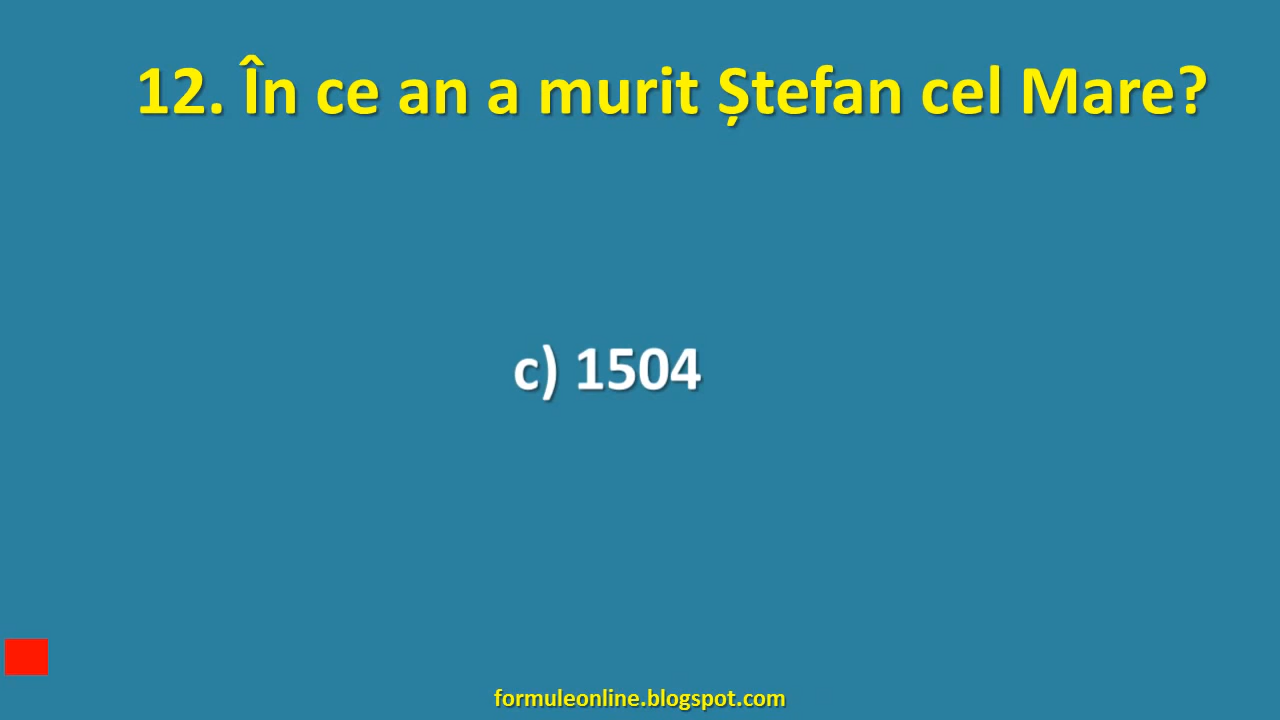 12. În ce an a murit Ștefan cel Mare?
c) 1504
formuleonline.blogspot.com